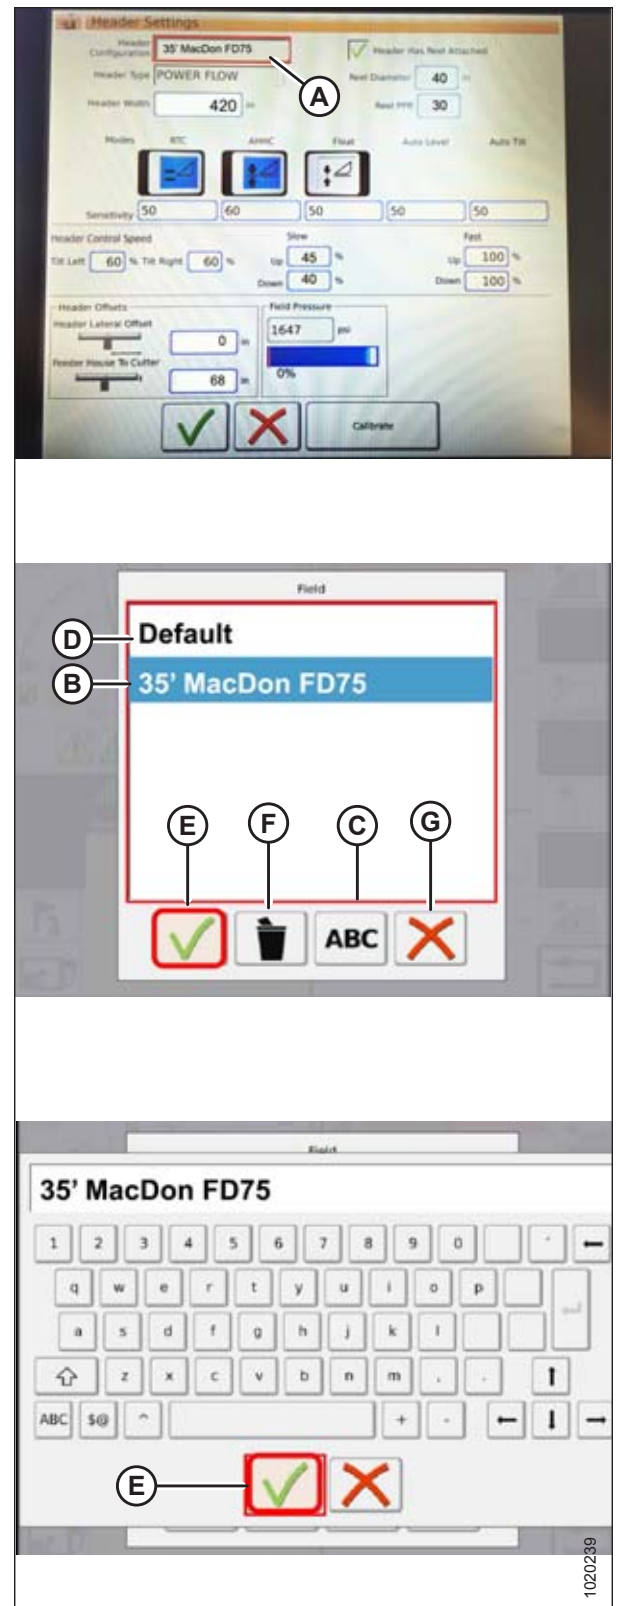 Header Settings
Header Configuration 35' MacDon FD75 Header Has Reel Attached
A
Header Type POWER FLOW Reel Diameter 40 in
Header Width 420 in Reel PPR 30
Modes RTC AHHC Float Auto Level Auto Tilt
Sensitivity 50 60 50 50 50
Header Control Speed Slow Fast
Tilt Left 60 % Tilt Right 60 % Up 45 % Up 100 %
Down 40 % Down 100 %
Header Offsets Field Pressure
Header Lateral Offset 1647 psi
0 in
Feeder House To Cutter 0%
68 in
Calibrate
Field
D Default
B 35' MacDon FD75
E F C G
ABC
Field
35' MacDon FD75
1 2 3 4 5 6 7 8 9 0
q w e r t y u i o p
a s d f g h j k l
z x c v b n m , .
ABC $@ ^ + -
E
1020239